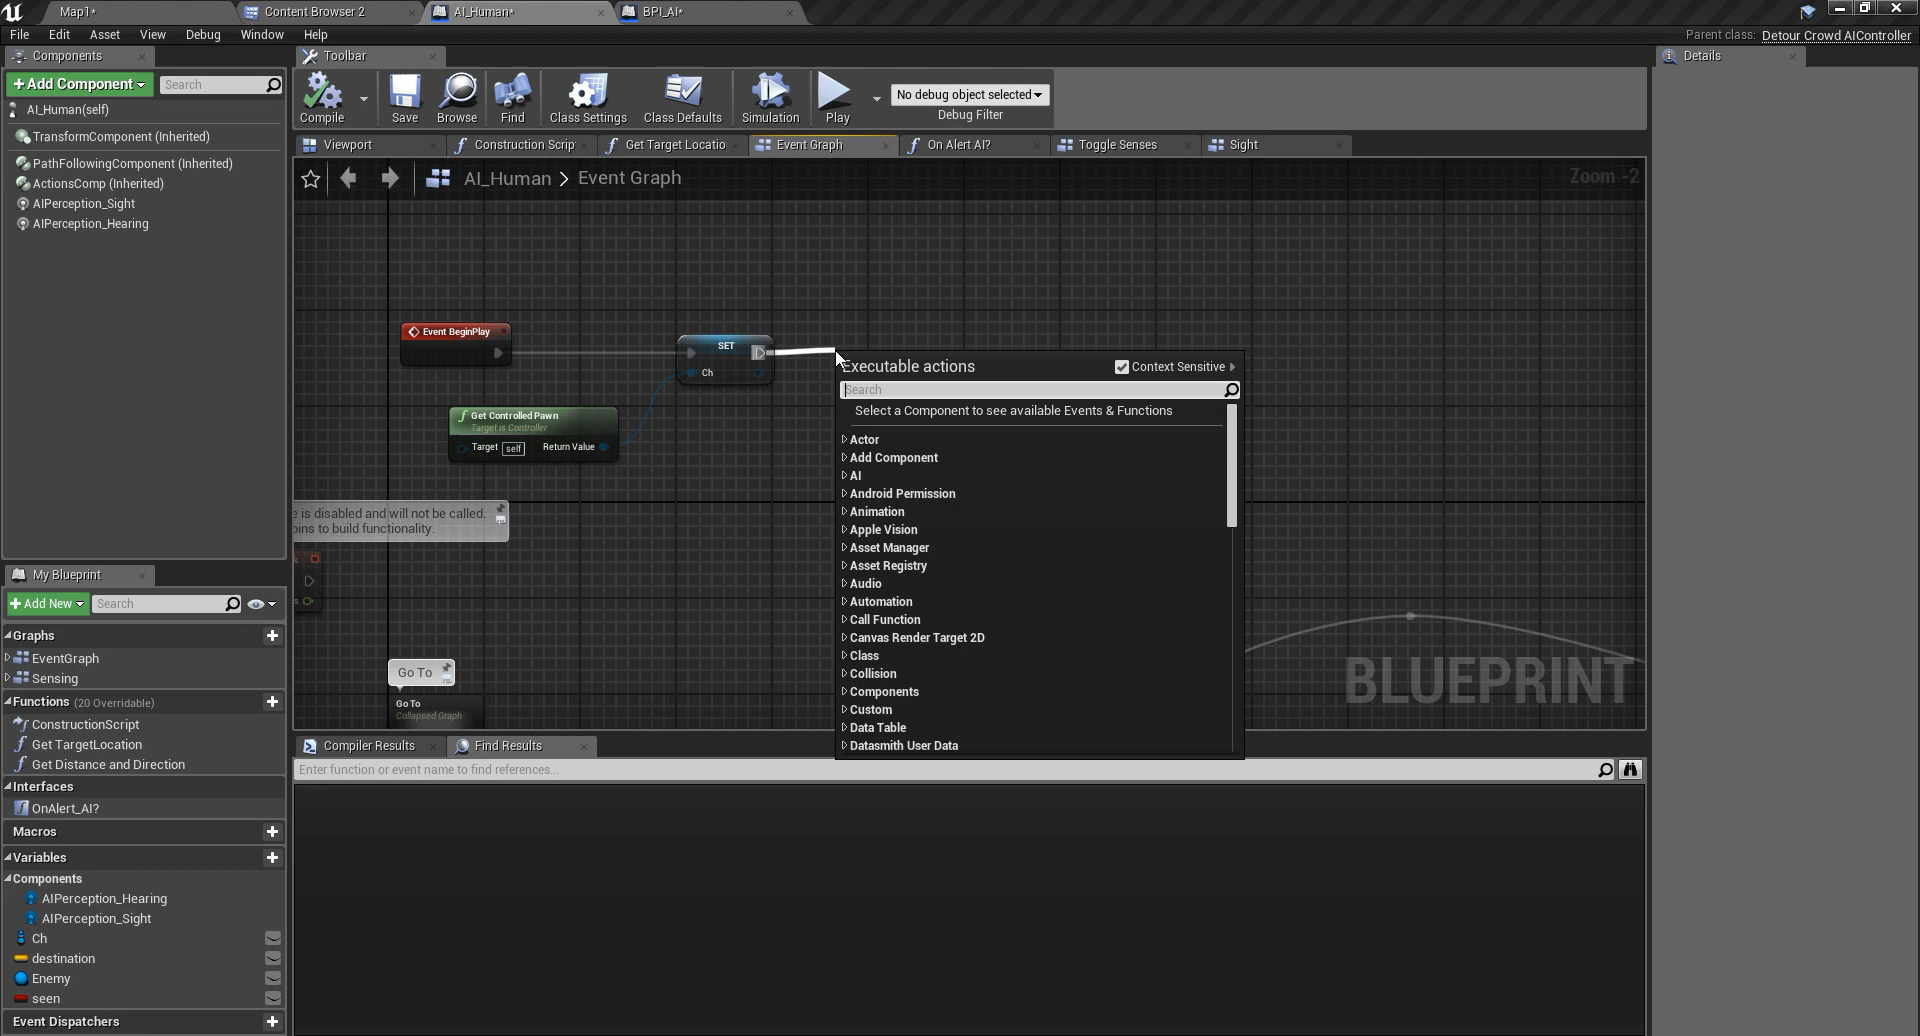 Map1*
Content Browser 2
AI_Human*
BPI_AI*
File Edit Asset View Debug Window Help
Parent class: Detour Crowd AIController
Components
Toolbar
Details
+Add Component
Search
AI_Human(self)
TransformComponent (Inherited)
PathFollowingComponent (Inherited)
ActionsComp (Inherited)
AIPerception_Sight
AIPerception_Hearing
Compile
Save
Browse
Find
Class Settings
Class Defaults
Simulation
Play
No debug object selected
Debug Filter
Viewport
Construction Scrip
Get Target Locatio
Event Graph
On Alert AI?
Toggle Senses
Sight
AI_Human > Event Graph
Zoom -2
Event BeginPlay
SET
Ch
Get Controlled Pawn
Target is Controller
Target self Return Value
e is disabled and will not be called.
pins to build functionality.
s
Go To
Go To
Collapsed Graph
Executable actions
Context Sensitive
Search
Select a Component to see available Events & Functions
Actor
Add Component
AI
Android Permission
Animation
Apple Vision
Asset Manager
Asset Registry
Audio
Automation
Call Function
Canvas Render Target 2D
Class
Collision
Components
Custom
Data Table
Datasmith User Data
BLUEPRINT
My Blueprint
+Add New
Search
Graphs
EventGraph
Sensing
Functions (20 Overridable)
ConstructionScript
Get TargetLocation
Get Distance and Direction
Interfaces
OnAlert_AI?
Macros
Variables
Components
AIPerception_Hearing
AIPerception_Sight
Ch
destination
Enemy
seen
Event Dispatchers
Compiler Results
Find Results
Enter function or event name to find references...